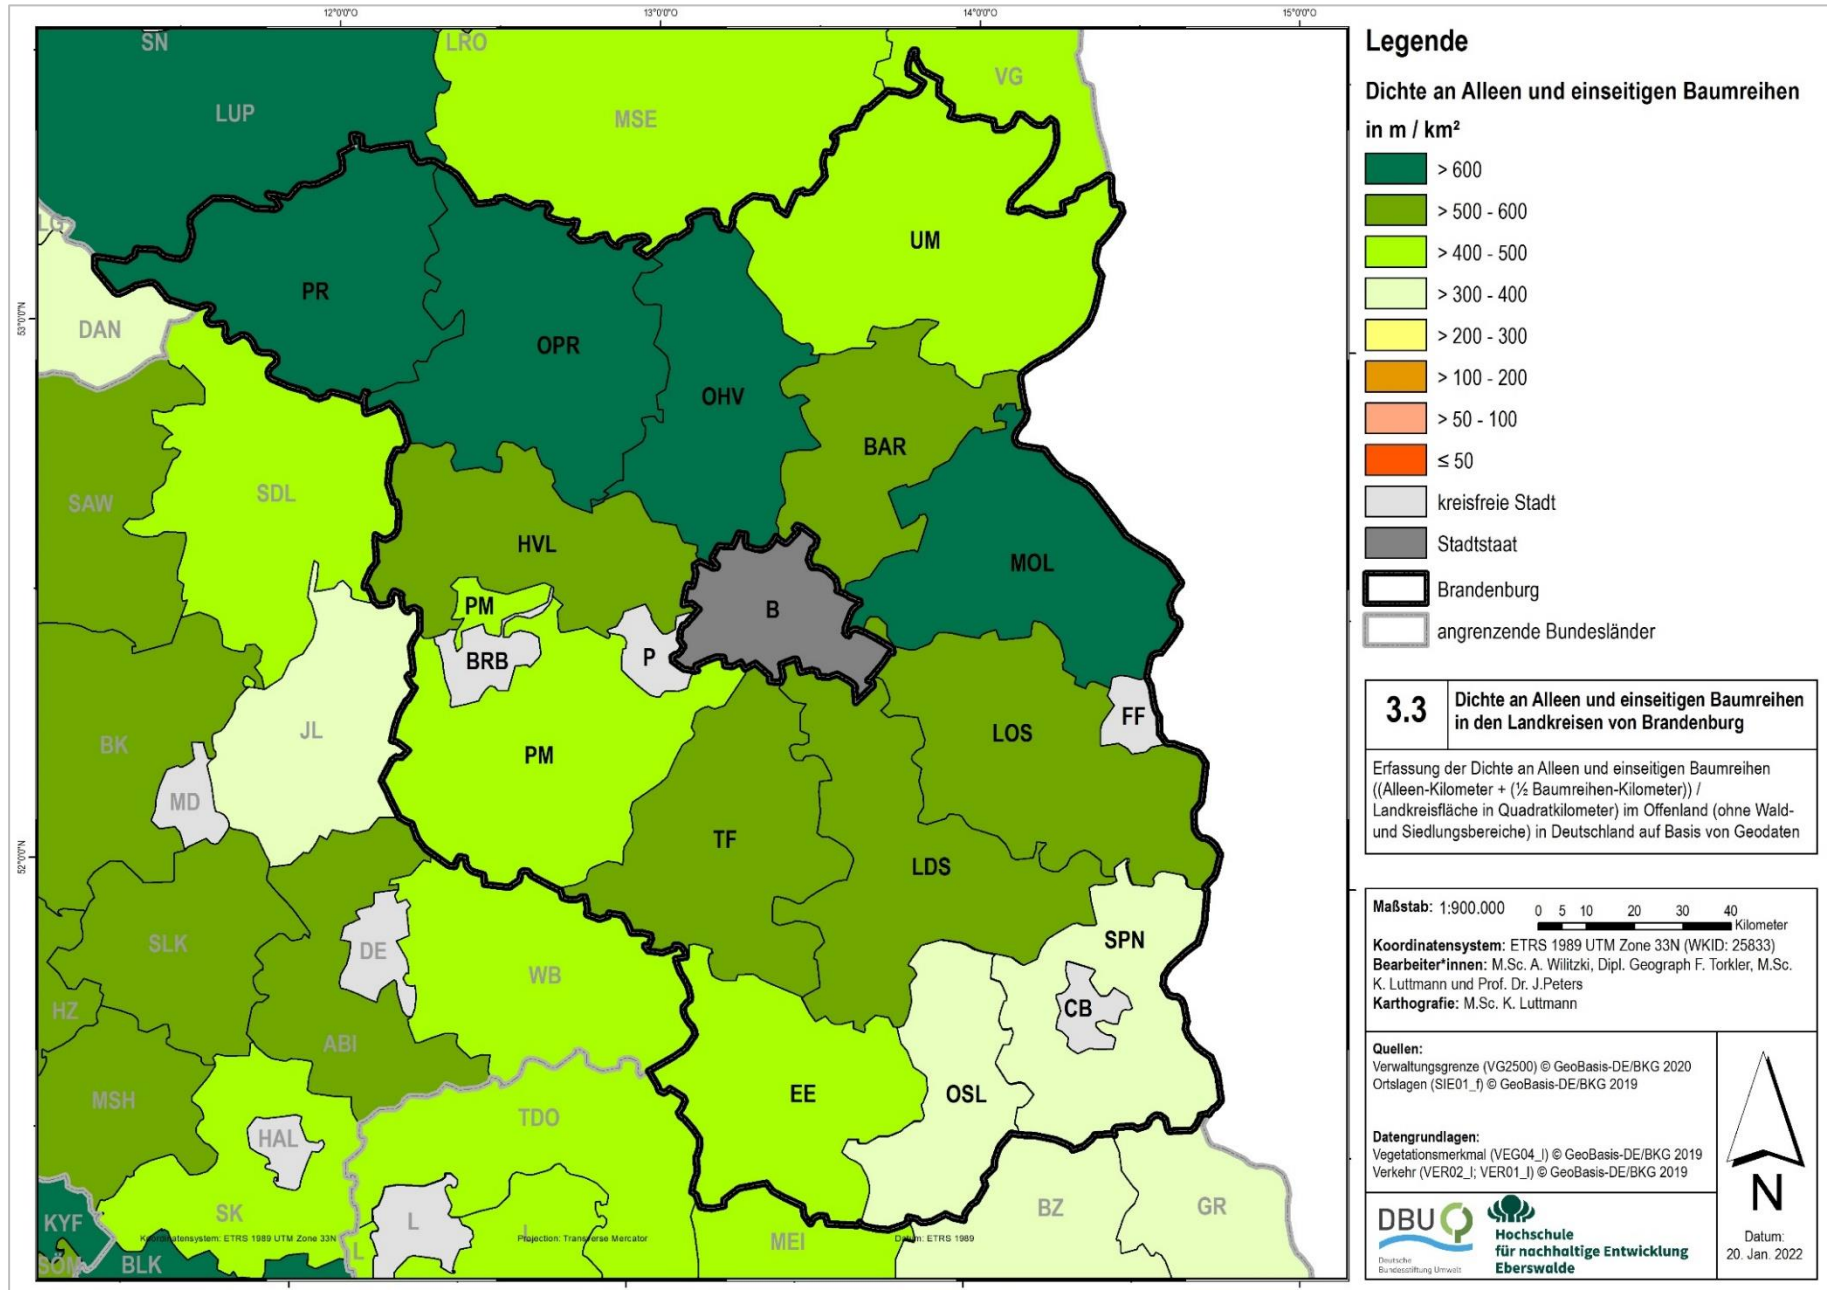 12°0'0"O
13°0'0"O
14°0'0"O
15°0'0"O
53°0'0"N
52°0'0"N
SN
LRO
VG
LUP
MSE
UM
LG
PR
DAN
OPR
OHV
BAR
SAW
SDL
HVL
MOL
PM
B
BRB
P
FF
BK
JL
LOS
PM
MD
TF
LDS
SLK
DE
WB
SPN
HZ
CB
ABI
MSH
EE
OSL
TDO
HAL
KYF
SK
L
L
BZ
GR
SÖM
BLK
L
MEI
Koordinatensystem: ETRS 1989 UTM Zone 33N
Projection: Transverse Mercator
Datum: ETRS 1989
Legende
Dichte an Alleen und einseitigen Baumreihen
in m / km²
> 600
> 500 - 600
> 400 - 500
> 300 - 400
> 200 - 300
> 100 - 200
> 50 - 100
≤ 50
kreisfreie Stadt
Stadtstaat
Brandenburg
angrenzende Bundesländer
3.3
Dichte an Alleen und einseitigen Baumreihen
in den Landkreisen von Brandenburg
Erfassung der Dichte an Alleen und einseitigen Baumreihen
((Alleen-Kilometer + (½ Baumreihen-Kilometer)) /
Landkreisfläche in Quadratkilometer) im Offenland (ohne Wald-
und Siedlungsbereiche) in Deutschland auf Basis von Geodaten
Maßstab: 1:900.000
0 5 10 20 30 40
Kilometer
Koordinatensystem: ETRS 1989 UTM Zone 33N (WKID: 25833)
Bearbeiter*innen: M.Sc. A. Wilitzki, Dipl. Geograph F. Torkler, M.Sc.
K. Luttmann und Prof. Dr. J.Peters
Karthografie: M.Sc. K. Luttmann
Quellen:
Verwaltungsgrenze (VG2500) © GeoBasis-DE/BKG 2020
Ortslagen (SIE01_f) © GeoBasis-DE/BKG 2019
Datengrundlagen:
Vegetationsmerkmal (VEG04_l) © GeoBasis-DE/BKG 2019
Verkehr (VER02_l; VER01_l) © GeoBasis-DE/BKG 2019
N
Datum:
20. Jan. 2022
DBU
Deutsche
Bundesstiftung Umwelt
Hochschule
für nachhaltige Entwicklung
Eberswalde